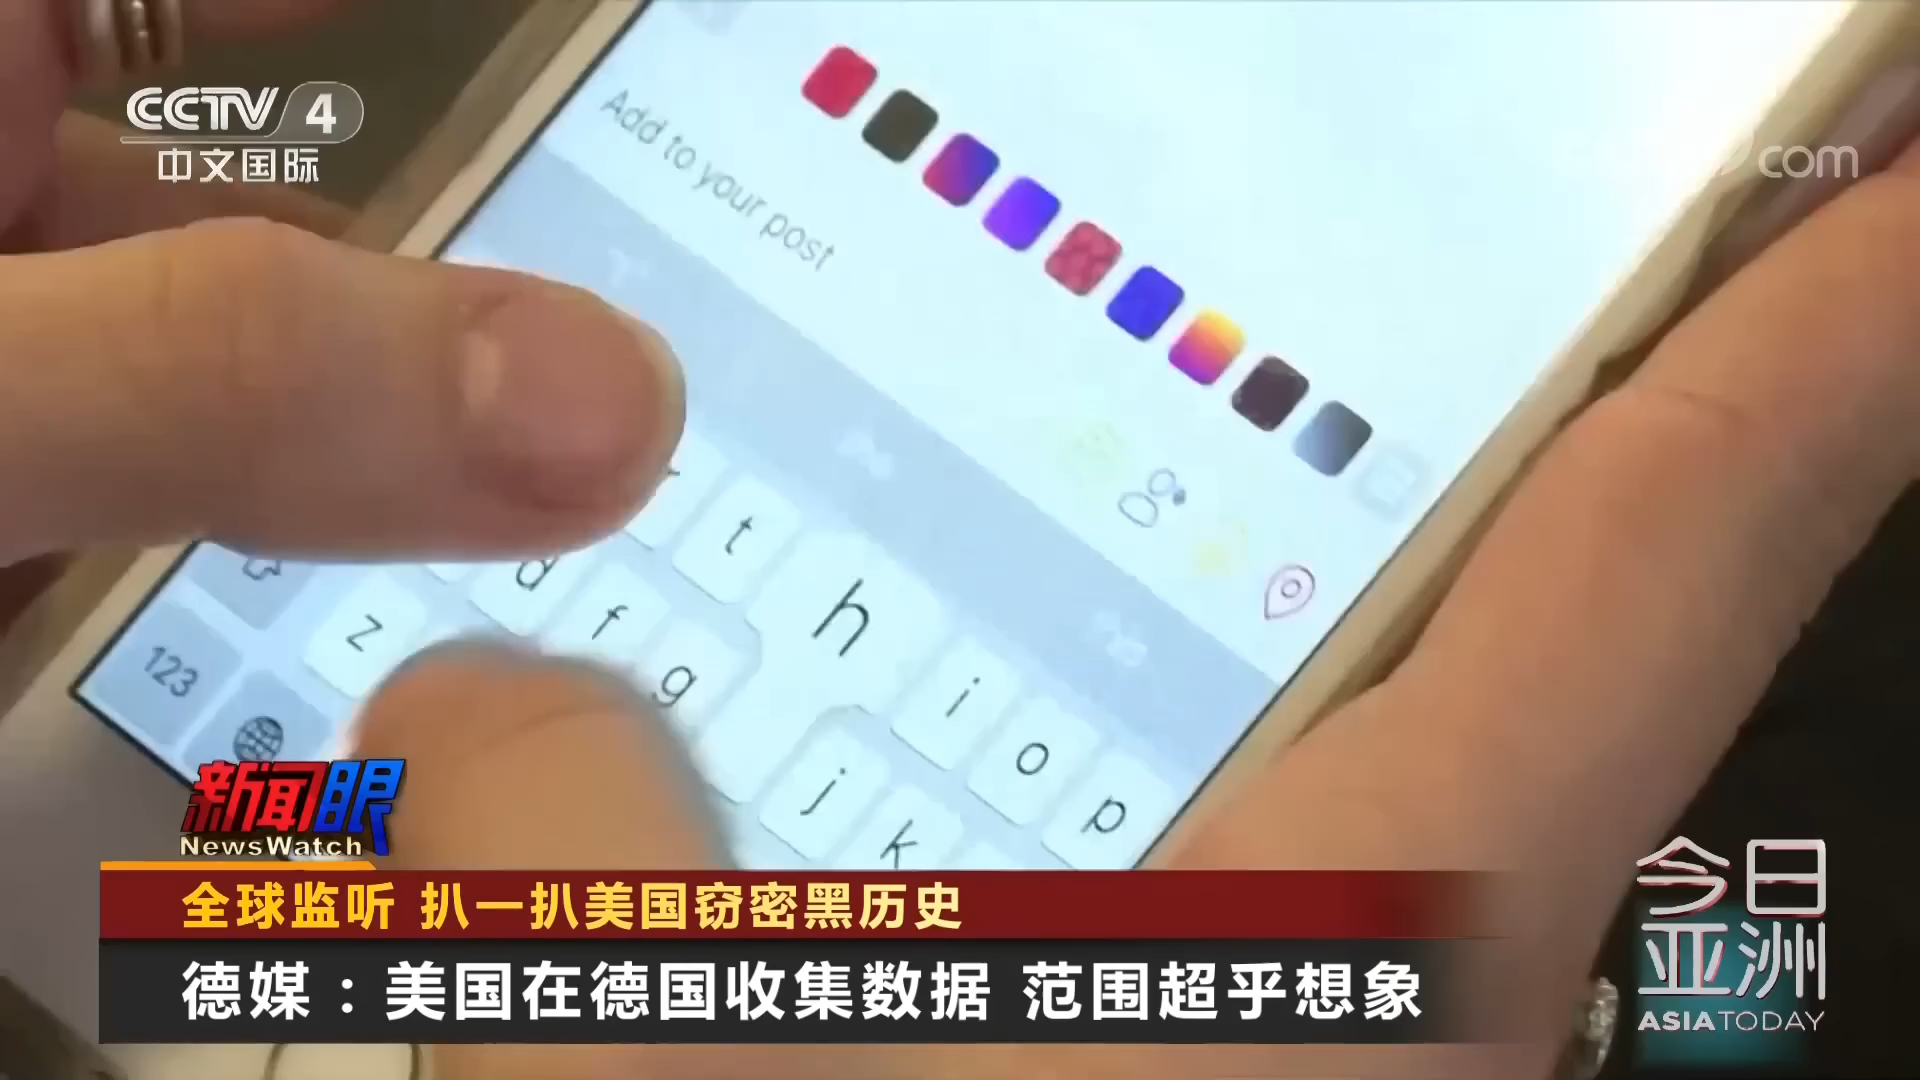 CCTV 4
中文国际
com
Add to your post
t
h
i
o
p
d
f
g
j
k
z
123
新闻眼
NewsWatch
全球监听 扒一扒美国窃密黑历史
德媒：美国在德国收集数据 范围超乎想象
今日
亚洲
ASIA TODAY